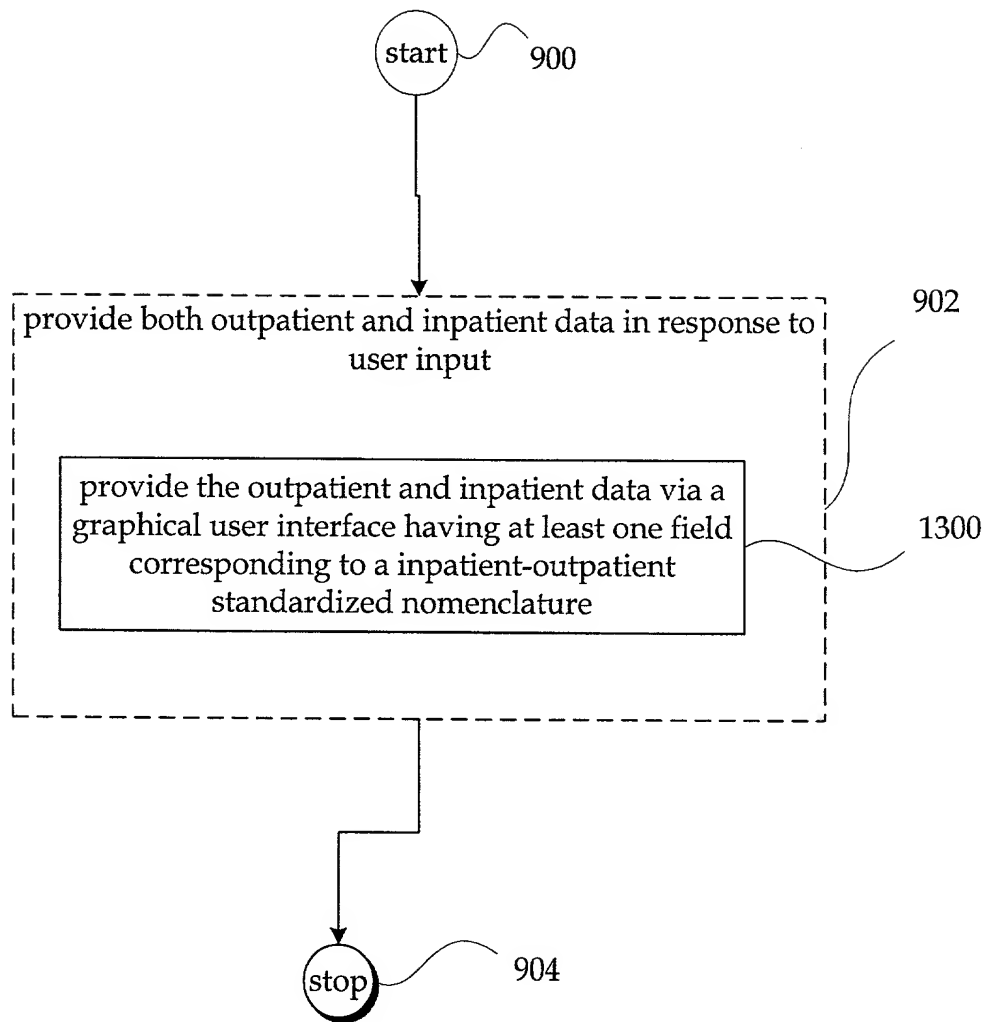 start
900
902
provide both outpatient and inpatient data in response to
user input
provide the outpatient and inpatient data via a
graphical user interface having at least one field
corresponding to a inpatient-outpatient
standardized nomenclature
1300
stop
904